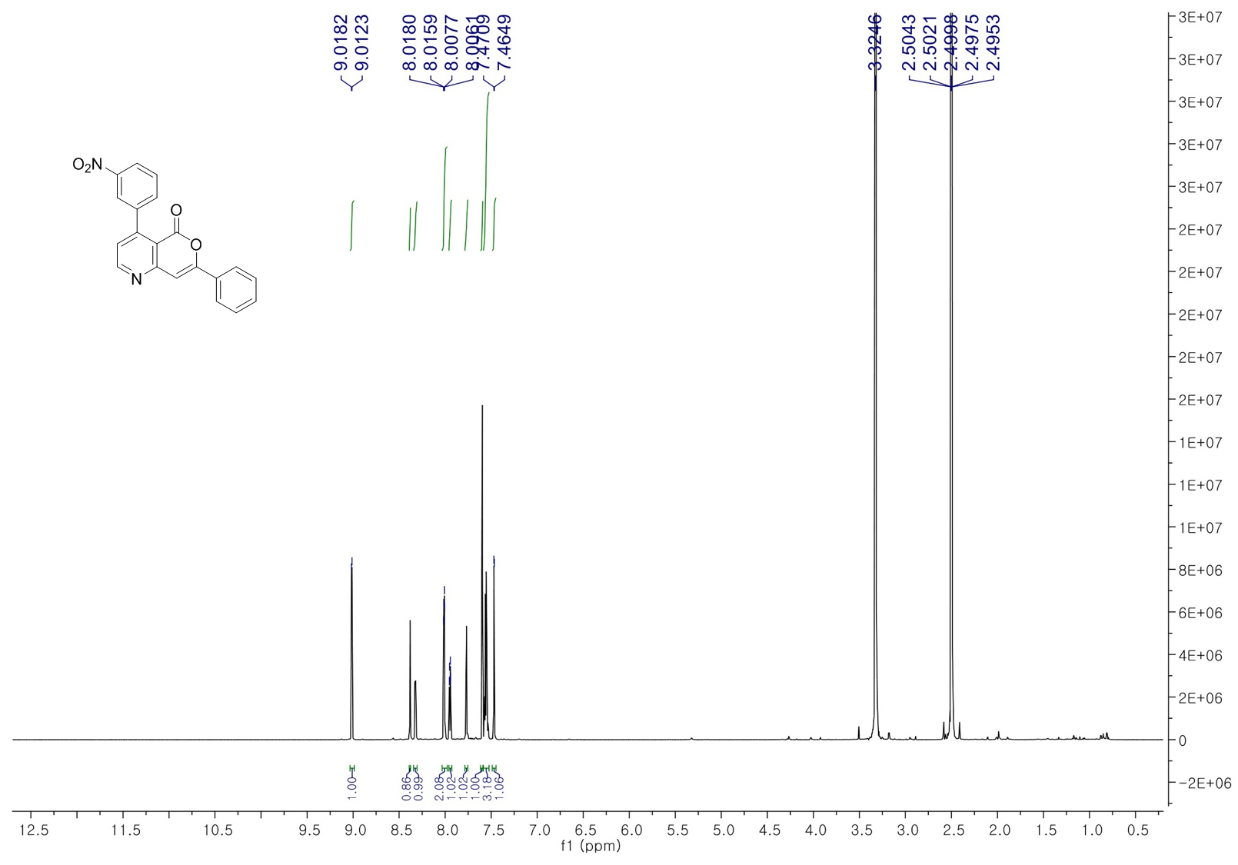 9.0182
9.0123
8.0180
8.0159
8.0077
8.0061
7.4709
7.4649
3.3246
2.5043
2.5021
2.4998
2.4975
2.4953
O₂N
O
O
N
3E+07
3E+07
3E+07
3E+07
3E+07
2E+07
2E+07
2E+07
2E+07
2E+07
1E+07
1E+07
1E+07
8E+06
6E+06
4E+06
2E+06
0
-2E+06
1.00
0.86
0.99
2.08
1.02
1.02
1.00
3.18
1.06
12.5 11.5 10.5 9.5 9.0 8.5 8.0 7.5 7.0 6.5 6.0 5.5 5.0 4.5 4.0 3.5 3.0 2.5 2.0 1.5 1.0 0.5
f1 (ppm)